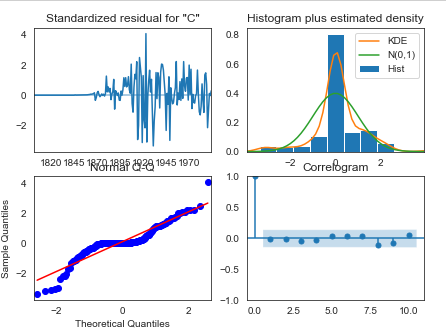 Standardized residual for "C"
4
2
0
−2
1820 1845 1870 1895 1920 1945 1970
Histogram plus estimated density
0.8
0.6
0.4
0.2
0.0
−2 0 2
KDE
N(0,1)
Hist
Normal Q-Q
Sample Quantiles
4
2
0
−2
−2 0 2
Theoretical Quantiles
Correlogram
1.0
0.5
0.0
−0.5
−1.0
0.0 2.5 5.0 7.5 10.0